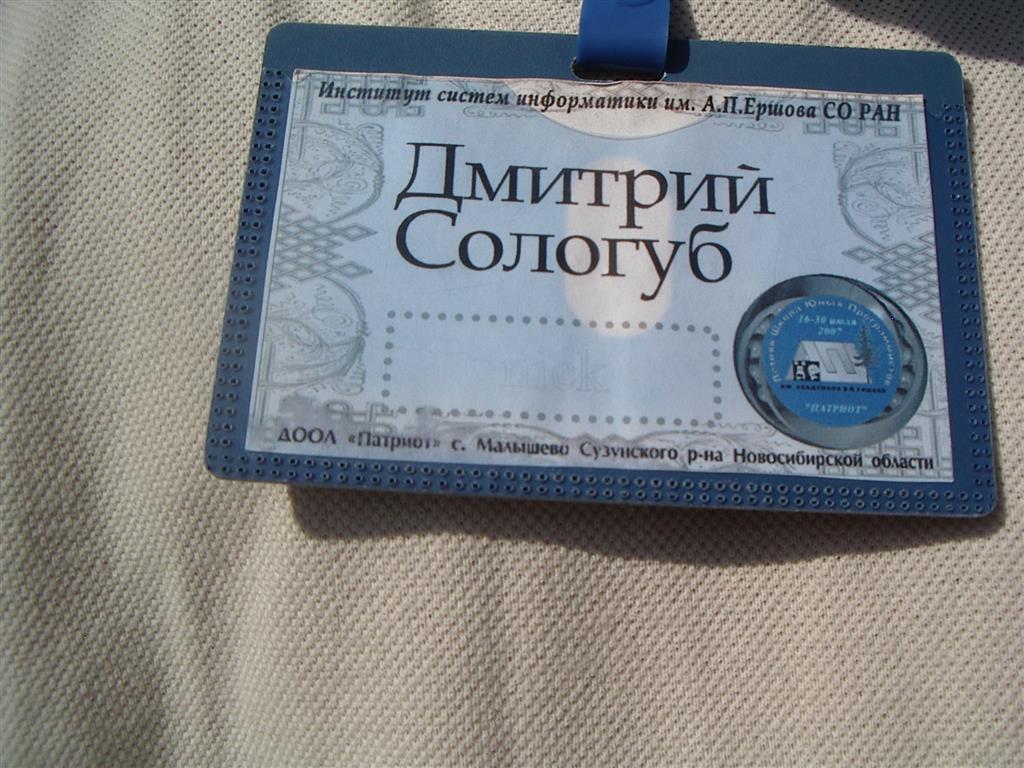 Институт систем информатики им. А.П.Ершова СО РАН
Дмитрий
Сологуб
nick
Летняя Школа Юных Программистов
16-30 июля
2007
"ПАТРИОТ"
ДООЛ «Патриот» с. Малышево Сузунского р-на Новосибирской области